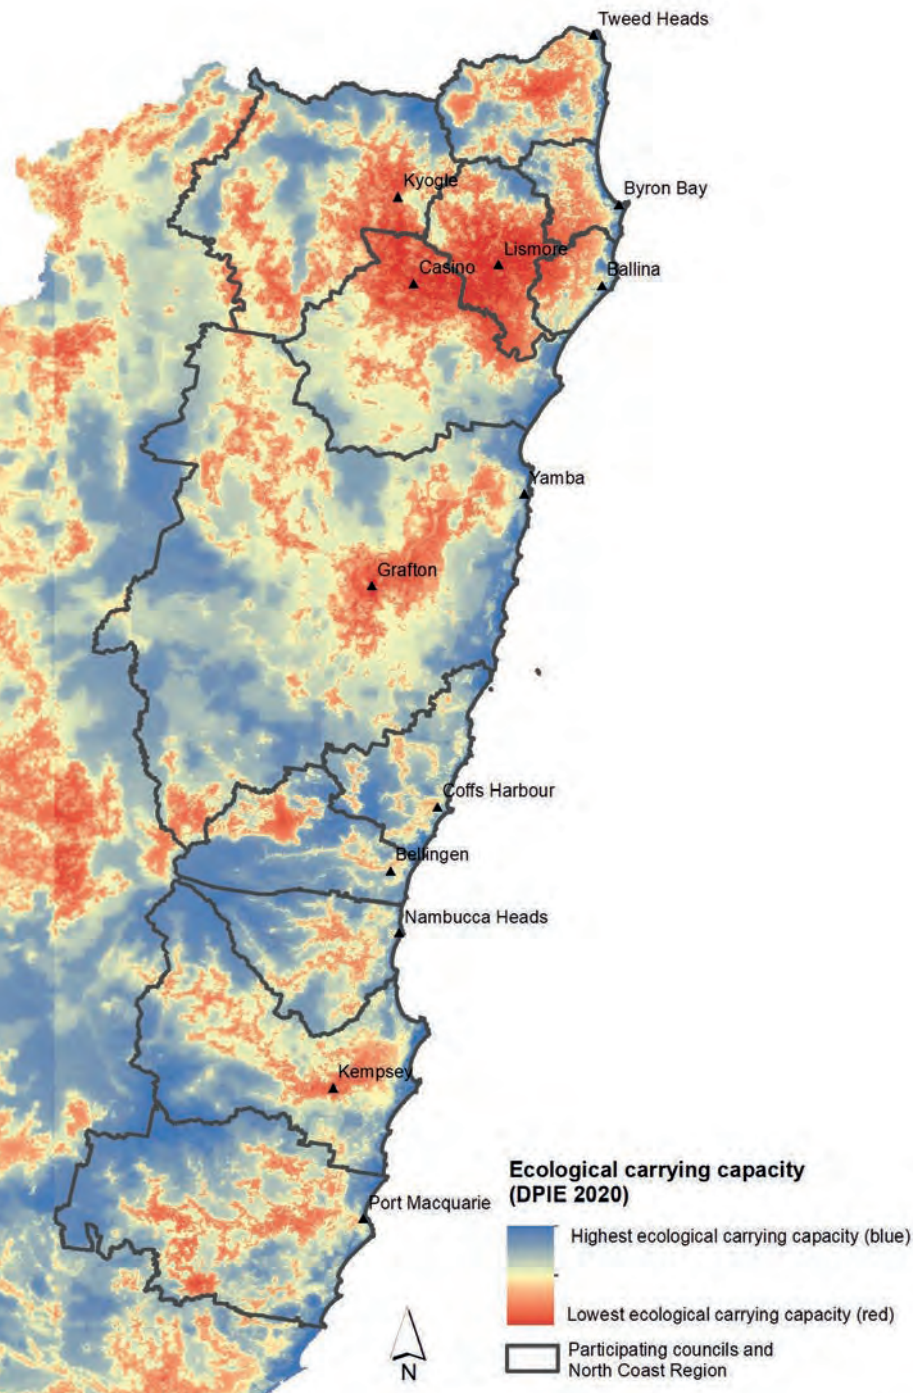 Tweed Heads
Kyogle
Byron Bay
Lismore
Casino
Ballina
Yamba
Grafton
Coffs Harbour
Bellingen
Nambucca Heads
Kempsey
Ecological carrying capacity
(DPIE 2020)
Port Macquarie
Highest ecological carrying capacity (blue)
Lowest ecological carrying capacity (red)
Participating councils and
North Coast Region
N